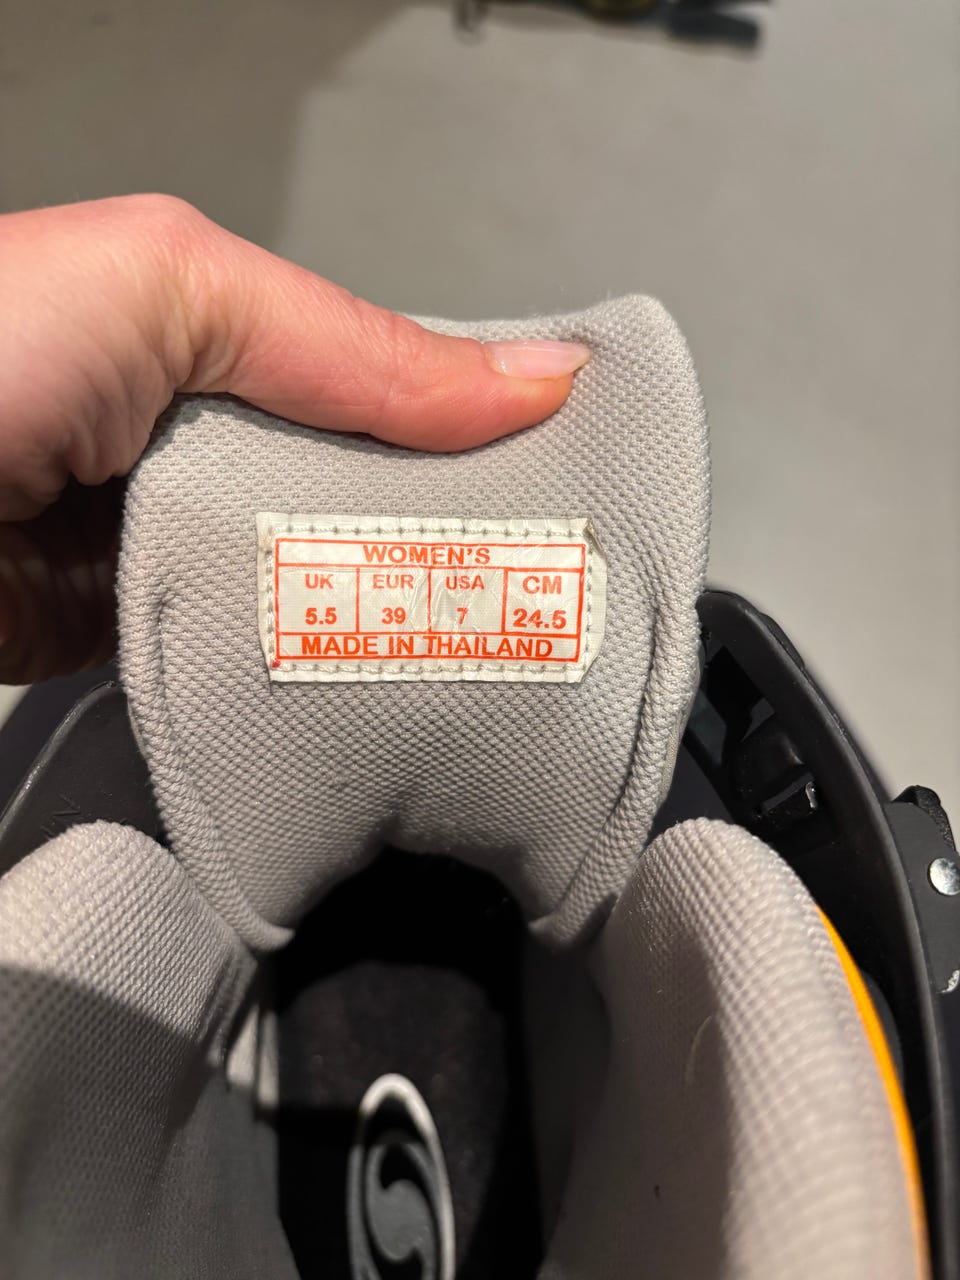 WOMEN'S
UK EUR USA CM
5.5 39 7 24.5
MADE IN THAILAND